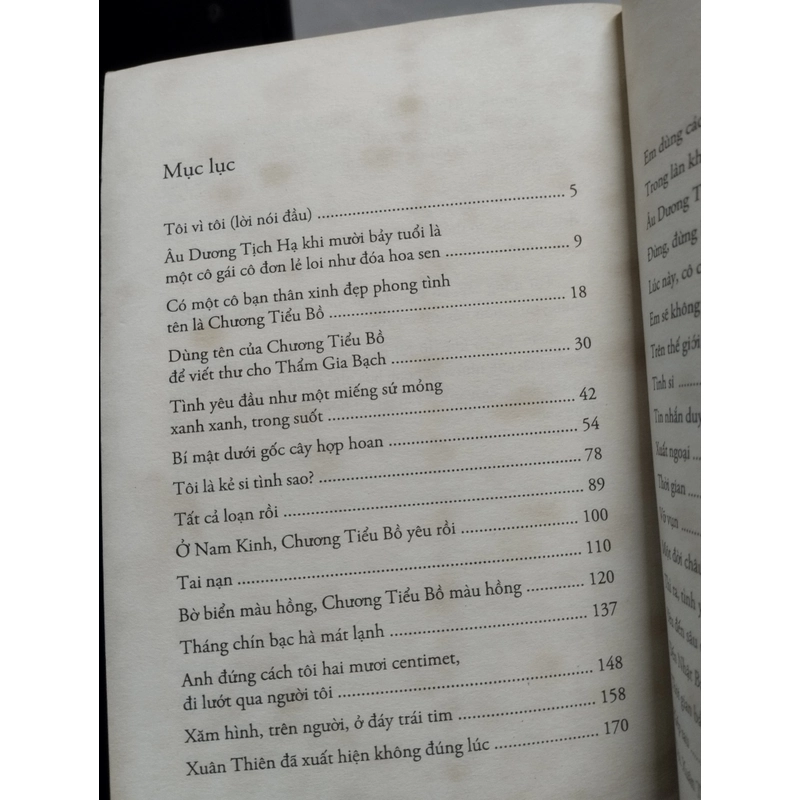 Mục lục
Tôi vì tôi (lời nói đầu) ........ 5
Âu Dương Tịch Hạ khi mười bảy tuổi là
một cô gái cô đơn lẻ loi như đóa hoa sen ........ 9
Có một cô bạn thân xinh đẹp phong tình
tên là Chương Tiểu Bồ ........ 18
Dùng tên của Chương Tiểu Bồ
để viết thư cho Thẩm Gia Bạch ........ 30
Tình yêu đầu như một miếng sứ mỏng
xanh xanh, trong suốt ........ 42
Bí mật dưới gốc cây hợp hoan ........ 54
Tôi là kẻ si tình sao? ........ 78
Tất cả loạn rồi ........ 89
Ở Nam Kinh, Chương Tiểu Bồ yêu rồi ........ 100
Tai nạn ........ 110
Bờ biển màu hồng, Chương Tiểu Bồ màu hồng ........ 120
Tháng chín bạc hà mát lạnh ........ 137
Anh đứng cách tôi hai mươi centimet,
đi lướt qua người tôi ........ 148
Xăm hình, trên người, ở đáy trái tim ........ 158
Xuân Thiên đã xuất hiện không đúng lúc ........ 170
Em dùng các
Trong lần kh
Âu Dương T
Đừng, đừng
Lúc này, cô c
Em sẽ không
Trên thế giới
Tình si
Tin nhắn duy
Xuất ngoại
Thời gian
Vỡ vụn
Một đời châu